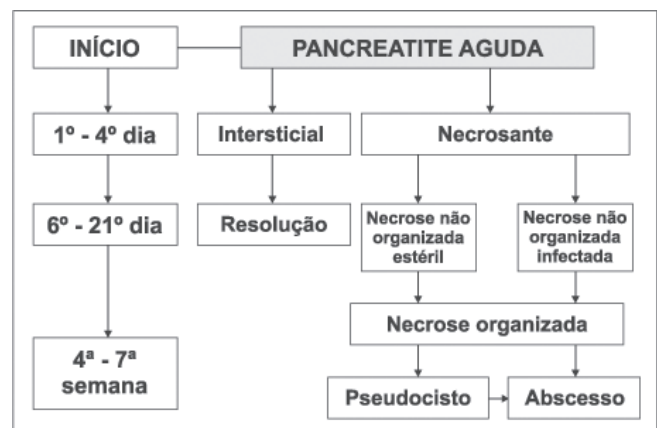 INÍCIO
PANCREATITE AGUDA
1º - 4º dia
Intersticial
Necrosante
6º - 21º dia
Resolução
Necrose não
organizada
estéril
Necrose não
organizada
infectada
Necrose organizada
4ª - 7ª
semana
Pseudocisto
Abscesso